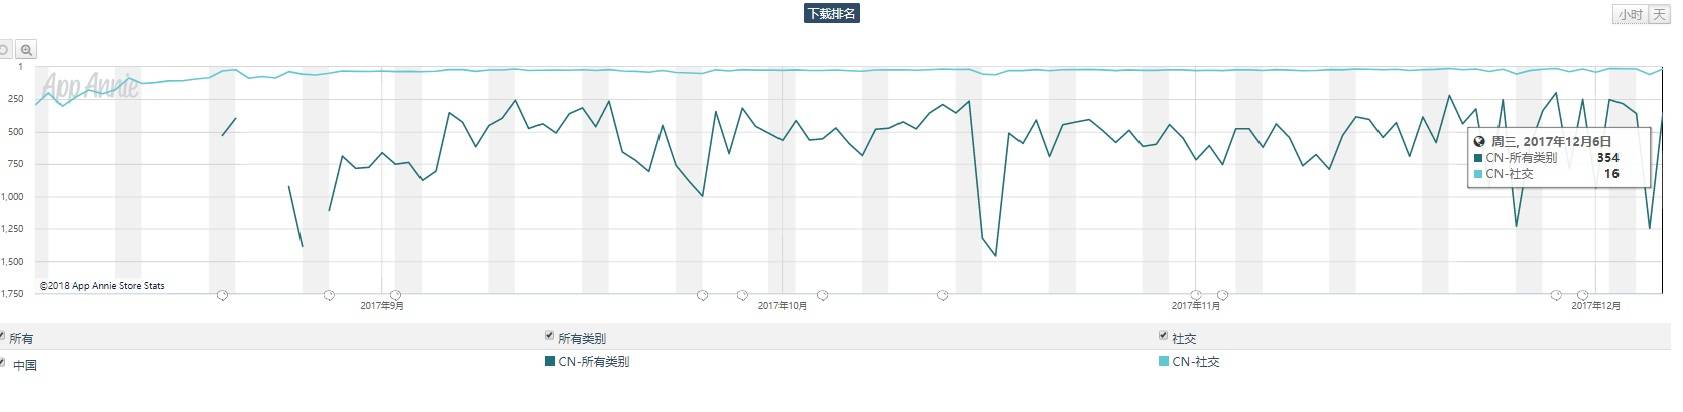 下载排名
小时 天
1
250
500
750
1,000
1,250
1,500
1,750
App Annie
周三, 2017年12月6日
CN-所有类别 354
CN-社交 16
©2018 App Annie Store Stats
2017年9月 2017年10月 2017年11月 2017年12月
所有 所有类别 社交
中国 CN-所有类别 CN-社交